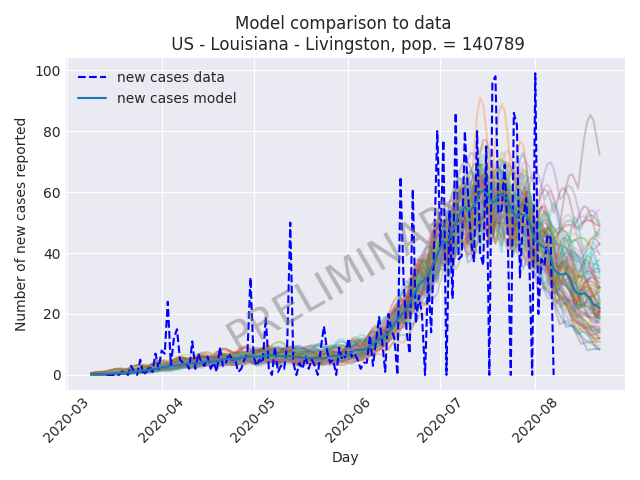 Model comparison to data
US - Louisiana - Livingston, pop. = 140789
new cases data
new cases model
Number of new cases reported
100
80
60
40
20
0
PRELIMINARY
2020-03
2020-04
2020-05
2020-06
2020-07
2020-08
Day